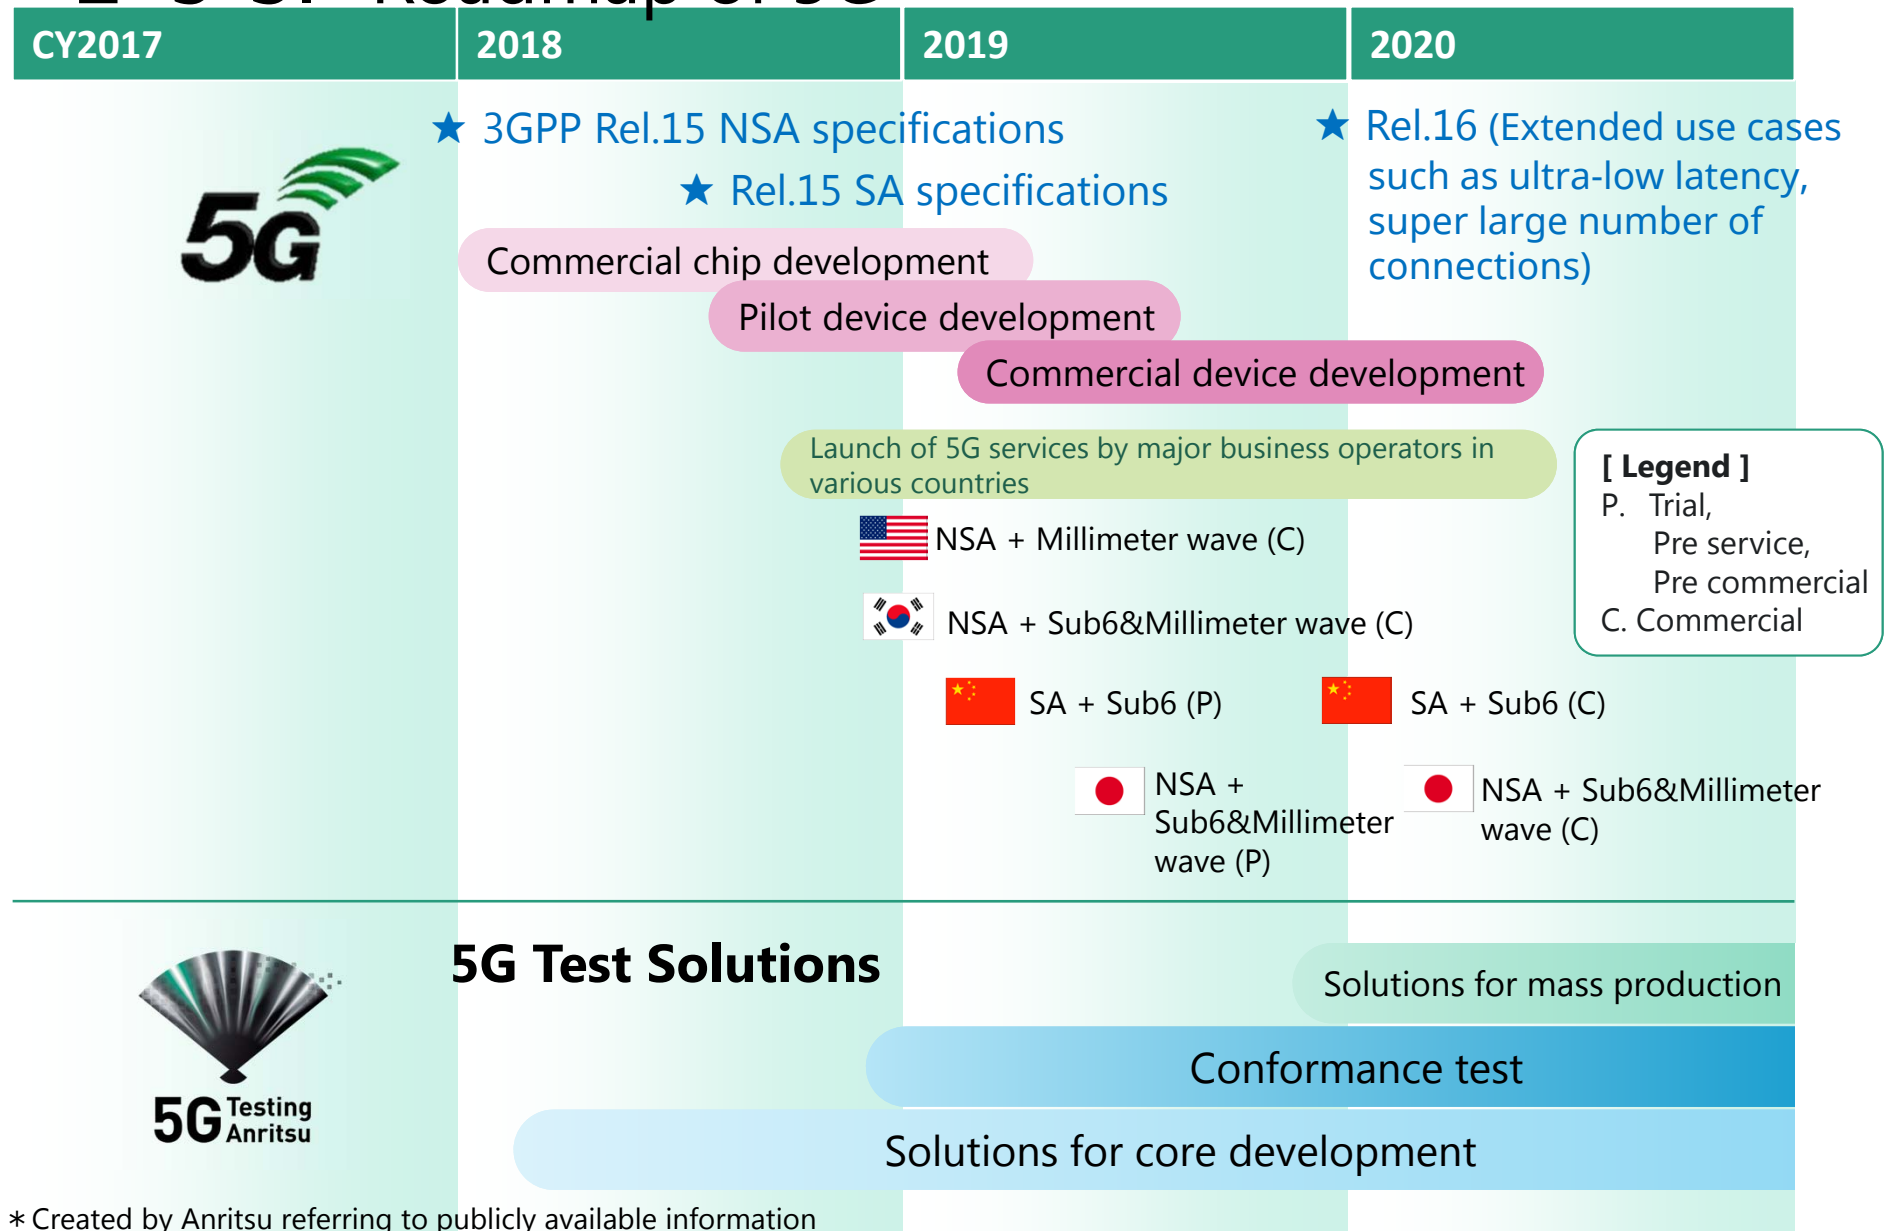 Roadmap of 5G
CY2017
2018
2019
2020
★ 3GPP Rel.15 NSA specifications
★ Rel.15 SA specifications
★ Rel.16 (Extended use cases
such as ultra-low latency,
super large number of
connections)
5G
Commercial chip development
Pilot device development
Commercial device development
Launch of 5G services by major business operators in
various countries
[ Legend ]
P. Trial,
Pre service,
Pre commercial
C. Commercial
NSA + Millimeter wave (C)
NSA + Sub6&Millimeter wave (C)
SA + Sub6 (P)
SA + Sub6 (C)
NSA +
Sub6&Millimeter
wave (P)
NSA + Sub6&Millimeter
wave (C)
5G Test Solutions
Solutions for mass production
Conformance test
Solutions for core development
5G Testing
Anritsu
* Created by Anritsu referring to publicly available information